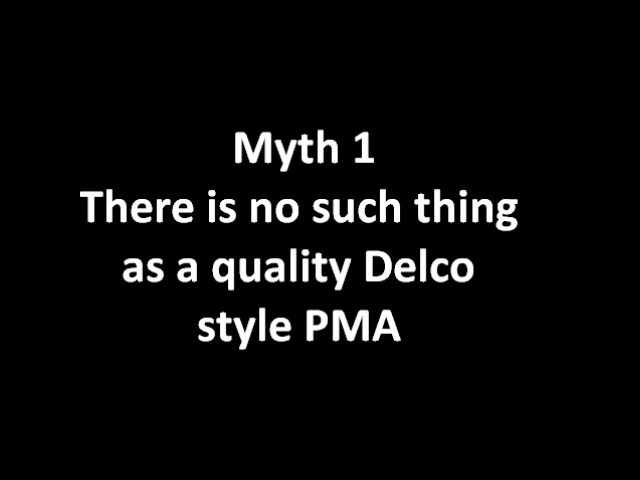 Myth 1
There is no such thing
as a quality Delco
style PMA